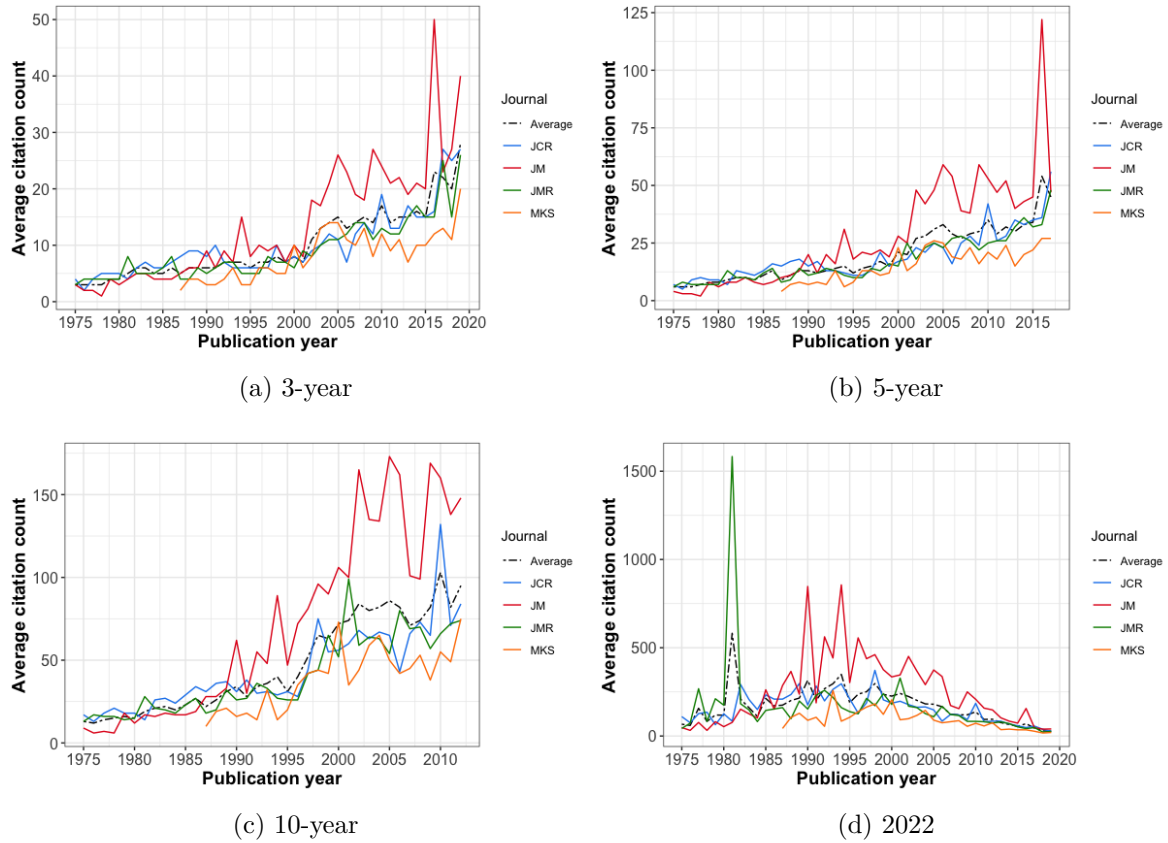 50
40
30
20
10
0
Average citation count
1975 1980 1985 1990 1995 2000 2005 2010 2015 2020
Publication year
Journal
Average
JCR
JM
JMR
MKS
(a) 3-year
125
100
75
50
25
0
Average citation count
1975 1980 1985 1990 1995 2000 2005 2010 2015
Publication year
Journal
Average
JCR
JM
JMR
MKS
(b) 5-year
150
100
50
0
Average citation count
1975 1980 1985 1990 1995 2000 2005 2010
Publication year
Journal
Average
JCR
JM
JMR
MKS
(c) 10-year
1500
1000
500
0
Average citation count
1975 1980 1985 1990 1995 2000 2005 2010 2015 2020
Publication year
Journal
Average
JCR
JM
JMR
MKS
(d) 2022